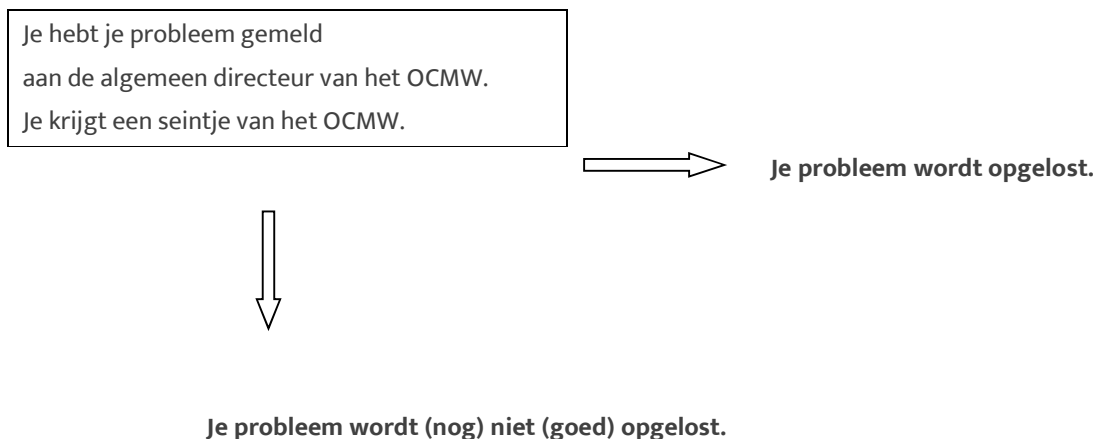 Je hebt je probleem gemeld
aan de algemeen directeur van het OCMW.
Je krijgt een seintje van het OCMW.
Je probleem wordt opgelost.
Je probleem wordt (nog) niet (goed) opgelost.